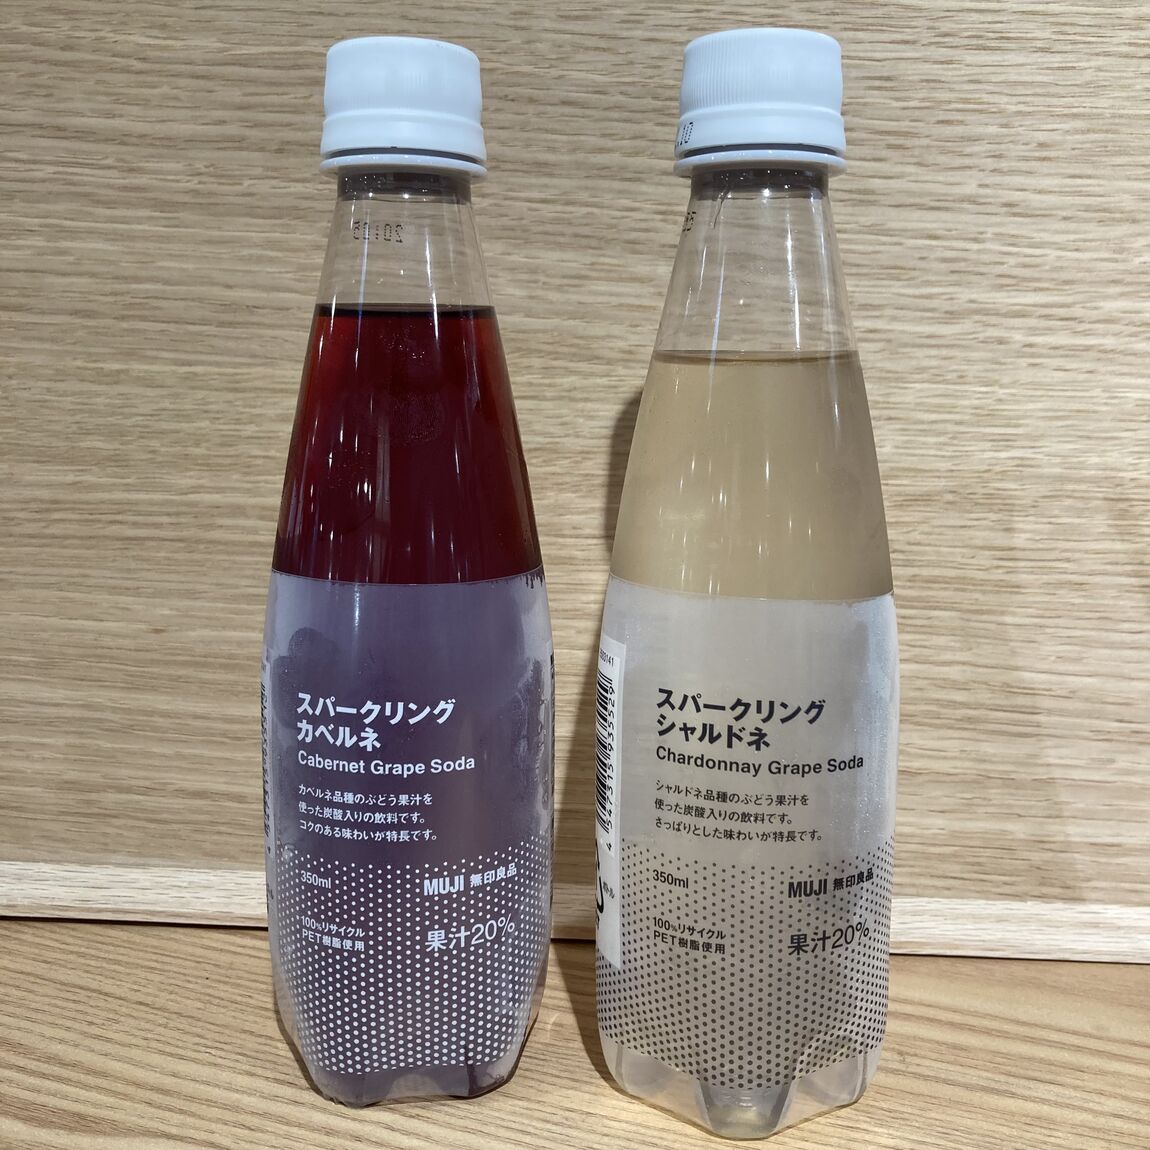 20105
スパークリング
カベルネ
Cabernet Grape Soda
カベルネ品種のぶどう果汁を
使った炭酸入りの飲料です。
コクのある味わいが特長です。
350ml
MUJI 無印良品
100%リサイクル
PET樹脂使用
果汁20%
スパークリング
シャルドネ
Chardonnay Grape Soda
シャルドネ品種のぶどう果汁を
使った炭酸入りの飲料です。
さっぱりとした味わいが特長です。
350ml
MUJI 無印良品
100%リサイクル
PET樹脂使用
果汁20%
4 547315 935529